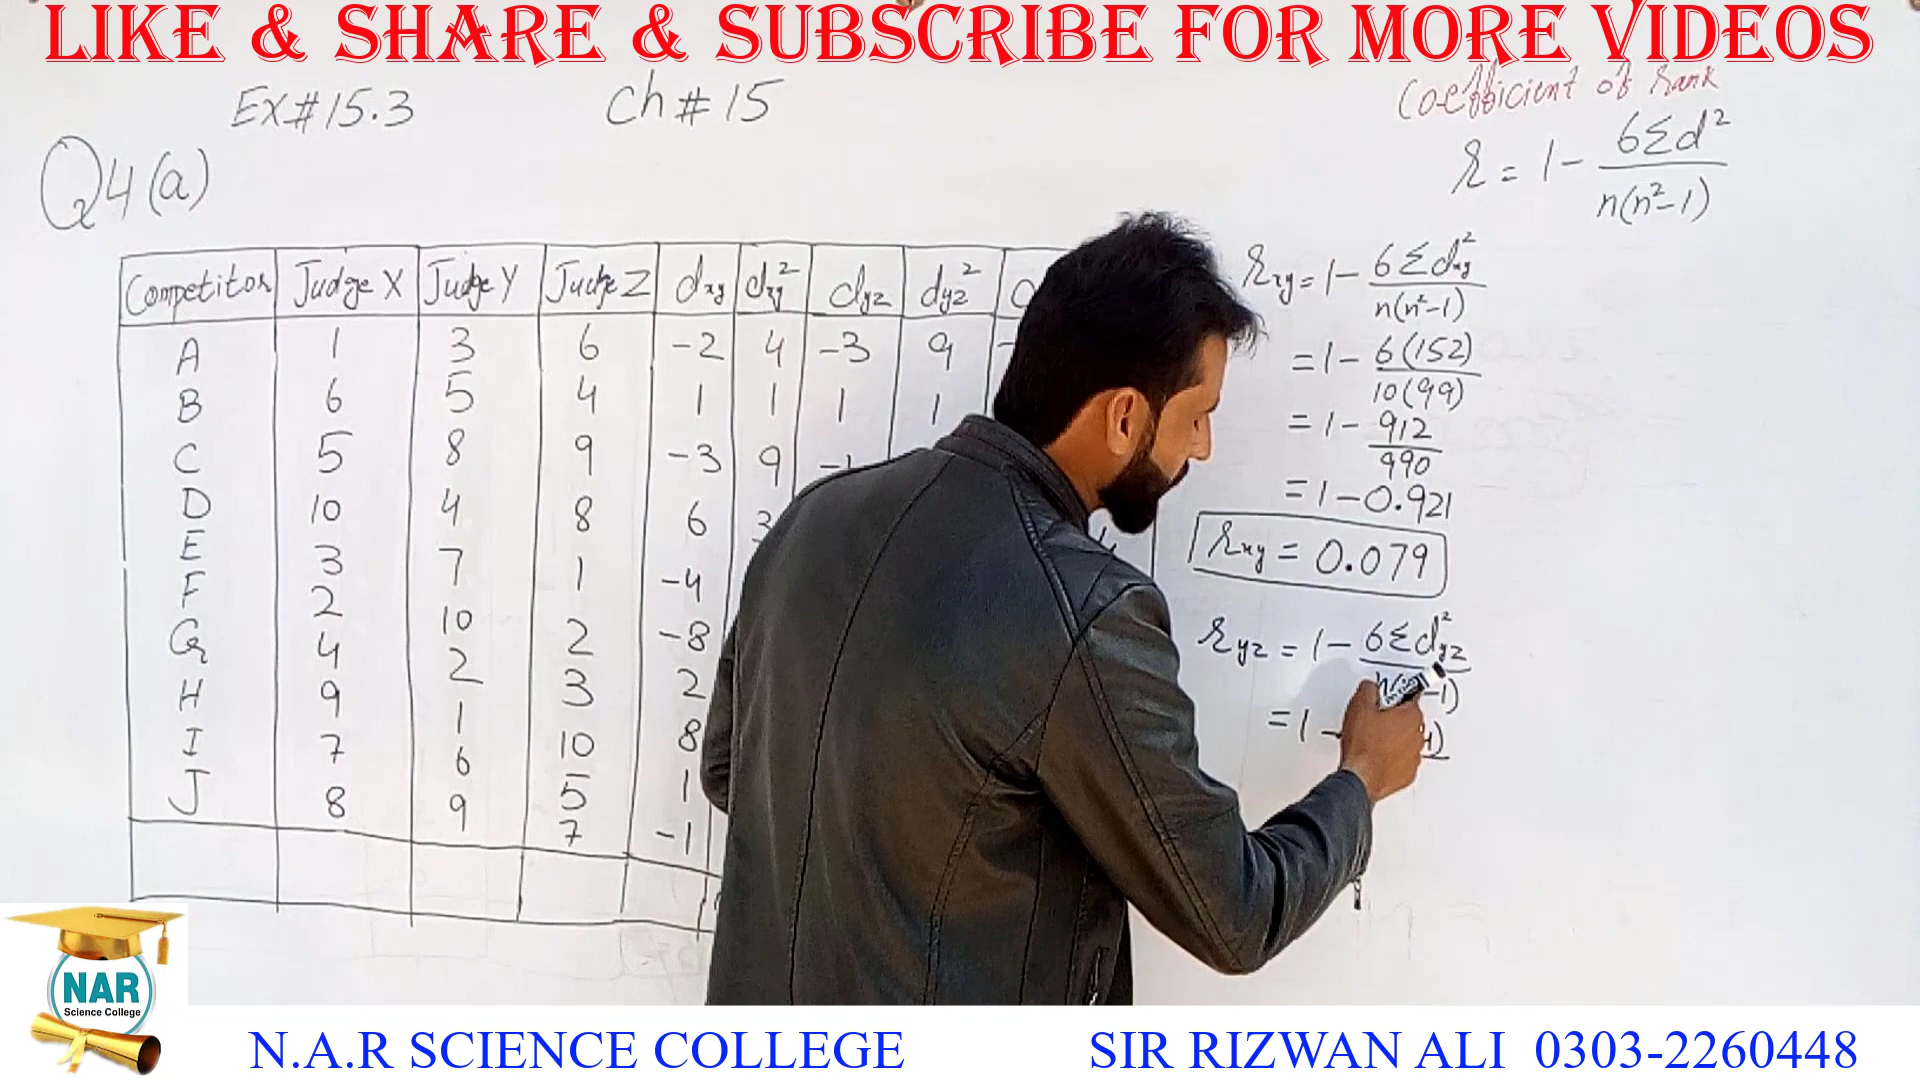 LIKE & SHARE & SUBSCRIBE FOR MORE VIDEOS
Ex#15.3 Ch#15
Coefficient of rank
r = 1 - 6Σd² / n(n²-1)
Q4(a)
Competitor Judge X Judge Y Judge Z dxy dxy² dyz dyz²
A 1 3 6 -2 4 -3 9
B 6 5 4 1 1 1 1
C 5 8 9 -3 9 -1
D 10 4 8 6 3
E 3 7 1 -4
F 2 10 2 -8
G 4 2 3 2
H 9 1 10 8
I 7 6 5 1
J 8 9 7 -1
rxy = 1 - 6Σdxy² / n(n²-1)
= 1 - 6(152) / 10(99)
= 1 - 912 / 990
= 1 - 0.921
rxy = 0.079
ryz = 1 - 6Σdyz² / -1)
= 1 -
NAR
Science College
N.A.R SCIENCE COLLEGE SIR RIZWAN ALI 0303-2260448